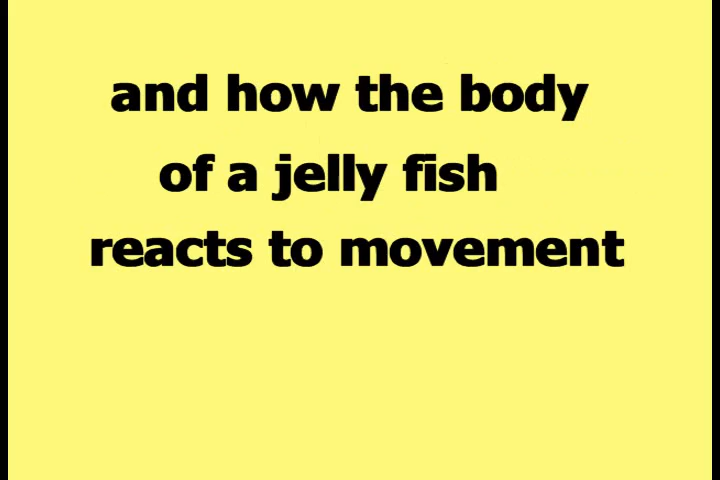 and how the body
of a jelly fish
reacts to movement